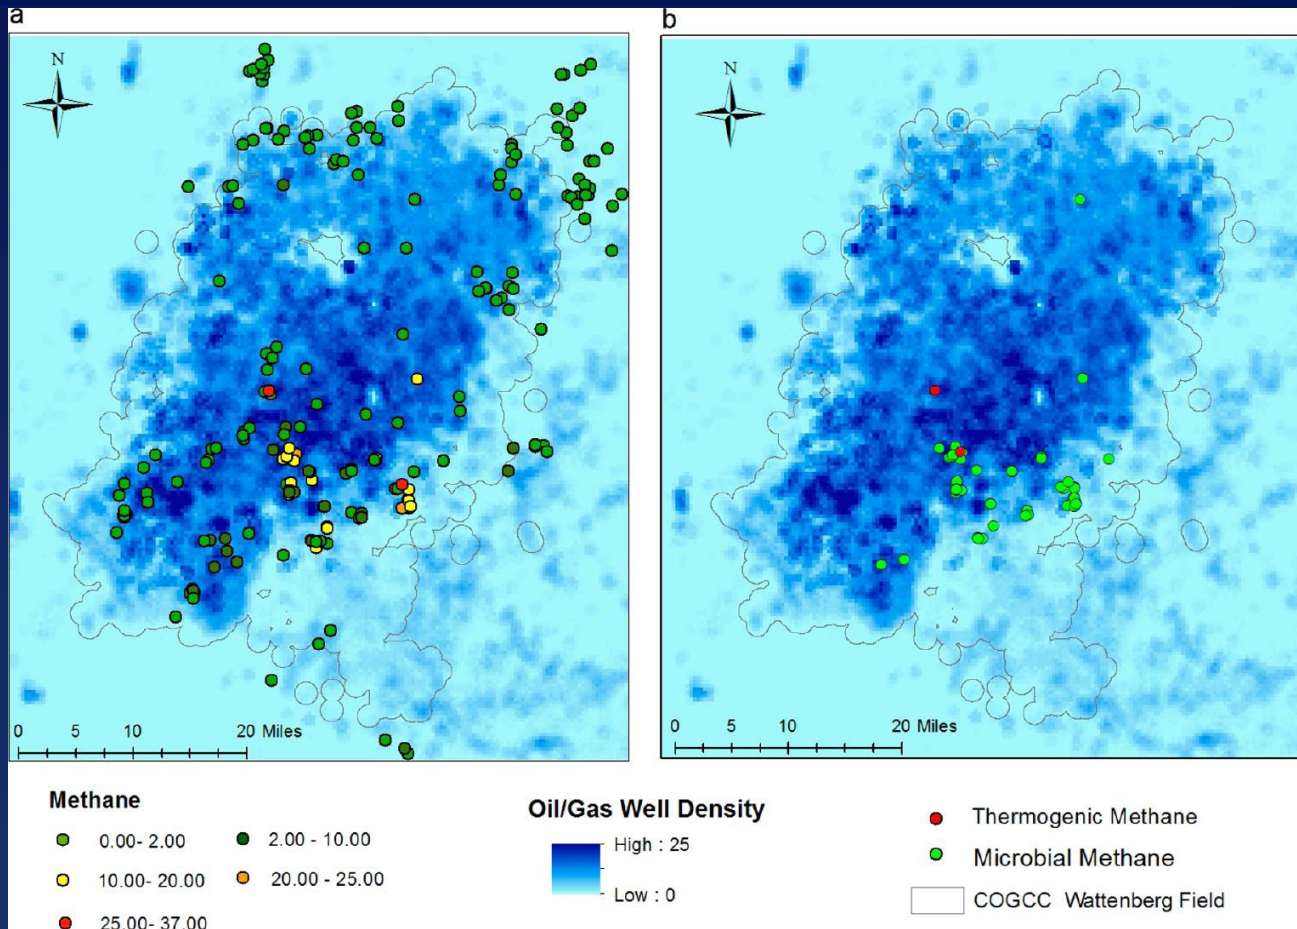 a
b
N
N
0 5 10 20 Miles
0 5 10 20 Miles
Methane
0.00- 2.00
2.00 - 10.00
10.00- 20.00
20.00 - 25.00
25.00- 37.00
Oil/Gas Well Density
High : 25
Low : 0
Thermogenic Methane
Microbial Methane
COGCC Wattenberg Field